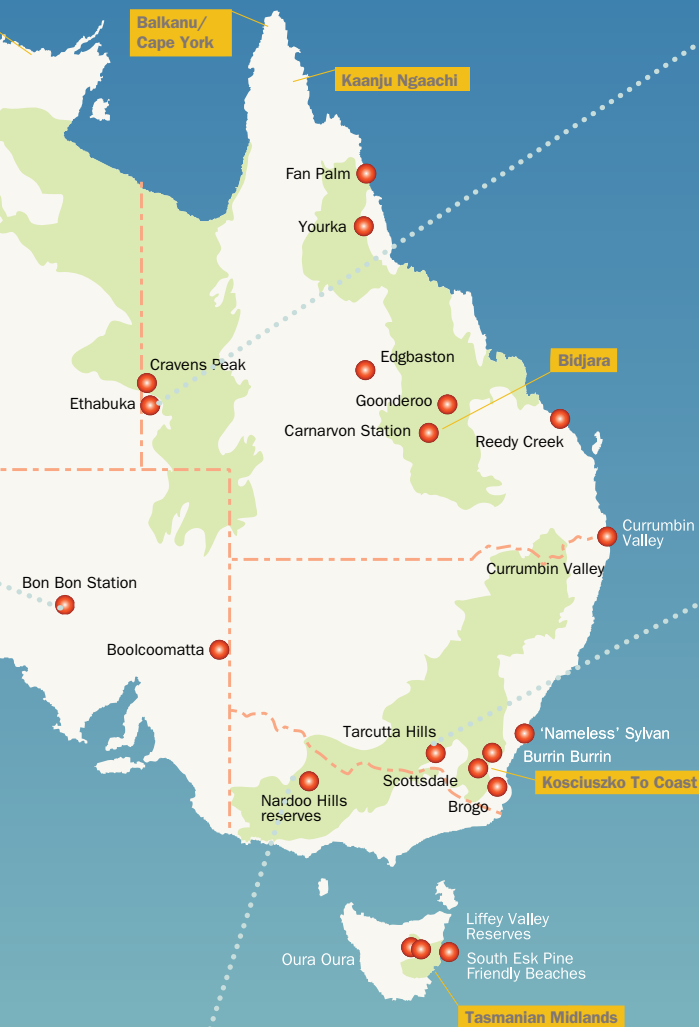 Balkanu/
Cape York
Kaanju Ngaachi
Fan Palm
Yourka
Edgbaston
Bidjara
Cravens Peak
Ethabuka
Goonderoo
Carnarvon Station
Reedy Creek
Currumbin
Valley
Currumbin Valley
Bon Bon Station
Boolcoomatta
Tarcutta Hills
'Nameless' Sylvan
Burrin Burrin
Scottsdale
Kosciuszko To Coast
Nardoo Hills
reserves
Brogo
Liffey Valley
Reserves
Oura Oura
South Esk Pine
Friendly Beaches
Tasmanian Midlands